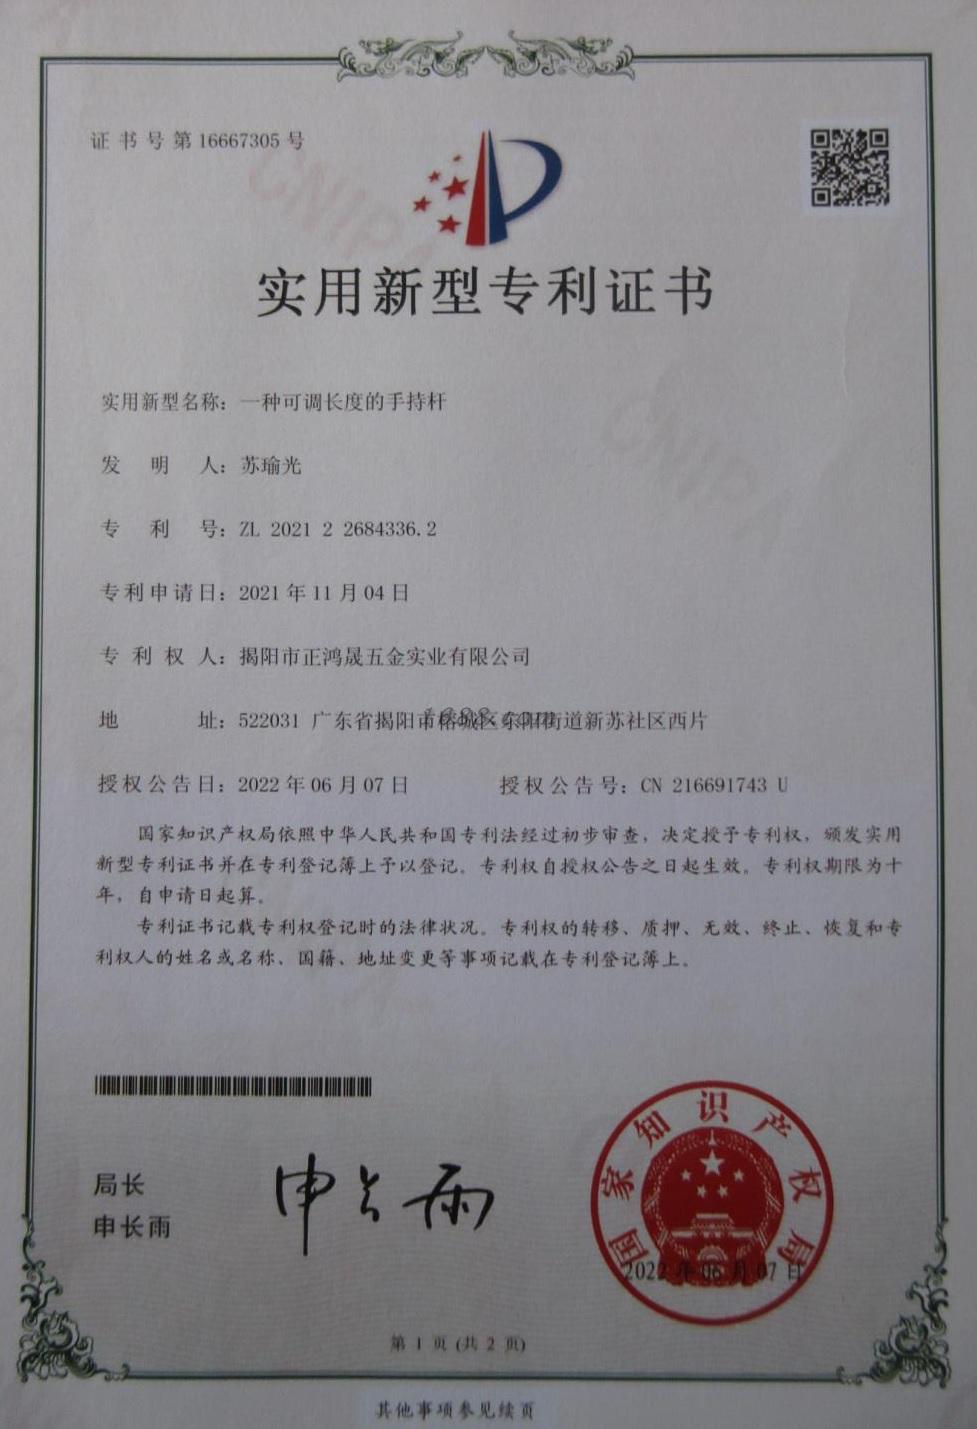 证书号第16667305号
CNIPA
实用新型专利证书
实用新型名称：一种可调长度的手持杆
CNIPA
发明人：苏瑜光
专利号：ZL 2021 2 2684336.2
专利申请日：2021年11月04日
专利权人：揭阳市正鸿晟五金实业有限公司
地址：522031 广东省揭阳市榕城区东阳街道新苏社区西片
授权公告日：2022年06月07日 授权公告号：CN 216691743 U
国家知识产权局依照中华人民共和国专利法经过初步审查，决定授予专利权，颁发实用
新型专利证书并在专利登记簿上予以登记。专利权自授权公告之日起生效。专利权期限为十
年，自申请日起算。
专利证书记载专利权登记时的法律状况。专利权的转移、质押、无效、终止、恢复和专
利权人的姓名或名称、国籍、地址变更等事项记载在专利登记簿上。
局长
申长雨
申长雨
国家知识产权局
2022年06月07日
第 1 页 (共 2 页)
其他事项参见续页